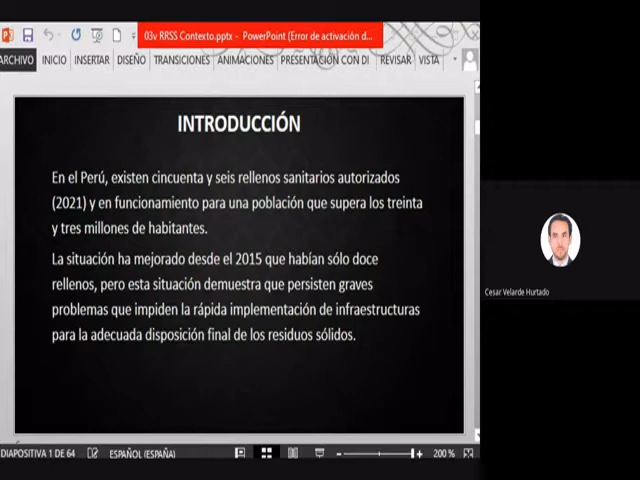 03v RRSS Contexto.pptx - PowerPoint (Error de activación d...
ARCHIVO INICIO INSERTAR DISEÑO TRANSICIONES ANIMACIONES PRESENTACIÓN CON DI REVISAR VISTA
INTRODUCCIÓN
En el Perú, existen cincuenta y seis rellenos sanitarios autorizados
(2021) y en funcionamiento para una población que supera los treinta
y tres millones de habitantes.
La situación ha mejorado desde el 2015 que habían sólo doce
rellenos, pero esta situación demuestra que persisten graves
problemas que impiden la rápida implementación de infraestructuras
para la adecuada disposición final de los residuos sólidos.
Cesar Velarde Hurtado
DIAPOSITIVA 1 DE 64 ESPAÑOL (ESPAÑA) 200 %